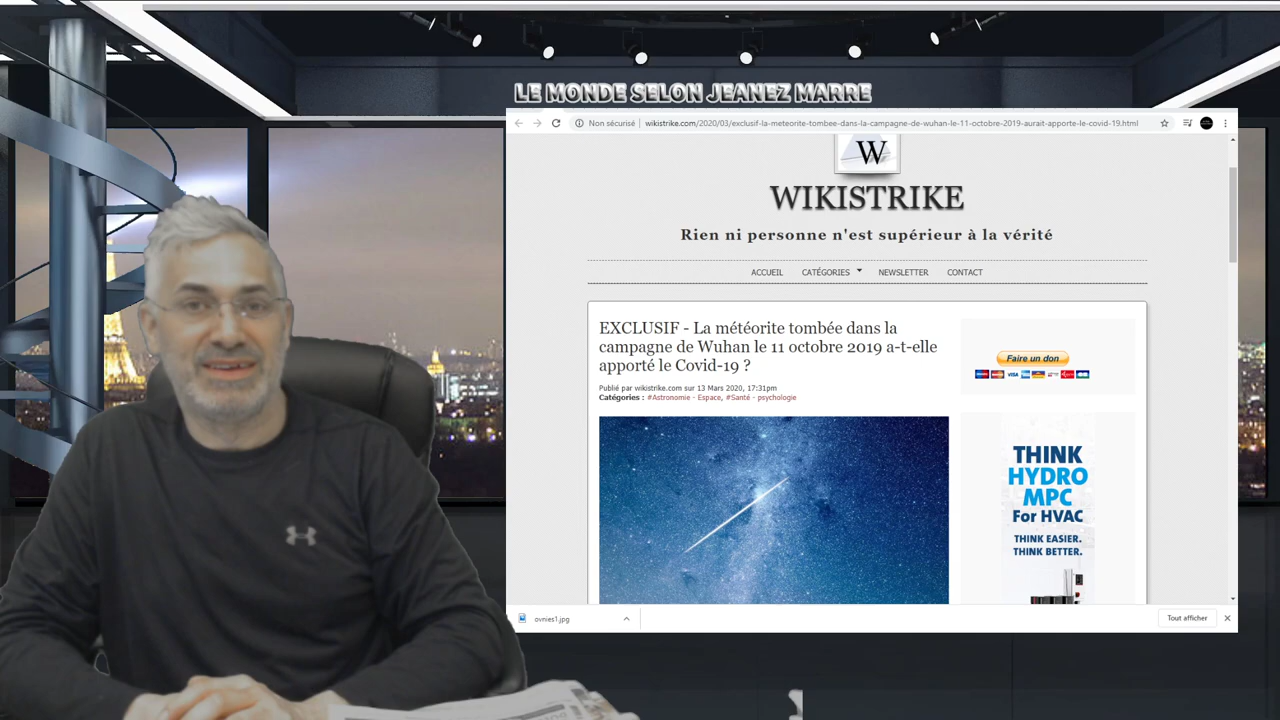 LE MONDE SELON JEANEZ MARRE
Non sécurisé
wikistrike.com/2020/03/exclusif-la-meteorite-tombee-dans-la-campagne-de-wuhan-le-11-octobre-2019-aurait-apporte-le-covid-19.html
W
WIKISTRIKE
Rien ni personne n'est supérieur à la vérité
ACCUEIL CATÉGORIES NEWSLETTER CONTACT
EXCLUSIF - La météorite tombée dans la
campagne de Wuhan le 11 octobre 2019 a-t-elle
apporté le Covid-19 ?
Publié par wikistrike.com sur 13 Mars 2020, 17:31pm
Catégories : #Astronomie - Espace, #Santé - psychologie
Faire un don
THINK
HYDRO
MPC
For HVAC
THINK EASIER.
THINK BETTER.
ovnies1.jpg
Tout afficher